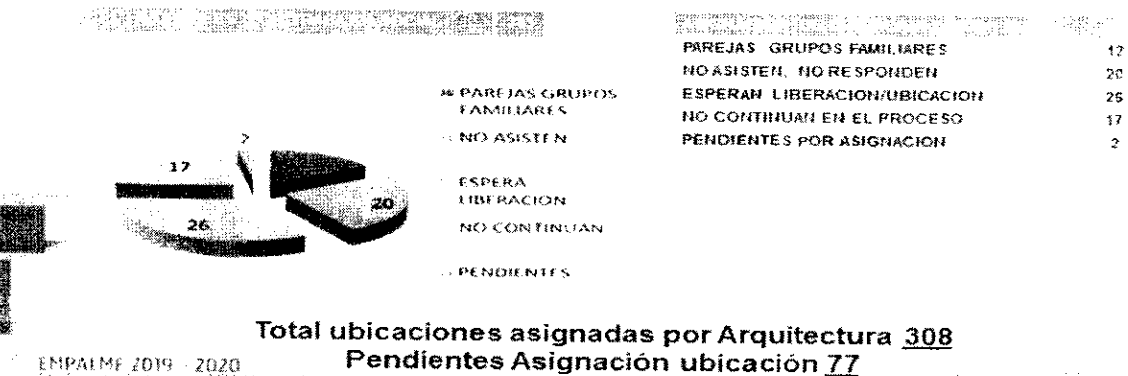 PAREJAS GRUPOS FAMILIARES 12
NO ASISTEN, NO RESPONDEN 20
ESPERAN LIBERACION/UBICACION 26
NO CONTINUAN EN EL PROCESO 17
PENDIENTES POR ASIGNACION 2
PAREJAS GRUPOS
FAMILIARES
NO ASISTEN
ESPERA
LIBERACION
NO CONTINUAN
PENDIENTES
2
17
20
26
Total ubicaciones asignadas por Arquitectura 308
Pendientes Asignación ubicación 77
EMPALME 2019 - 2020